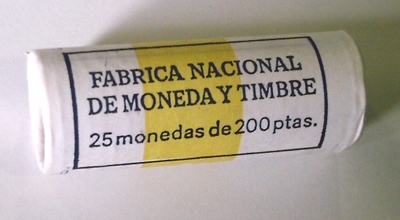 FABRICA NACIONAL
DE MONEDA Y TIMBRE
25 monedas de 200 ptas.